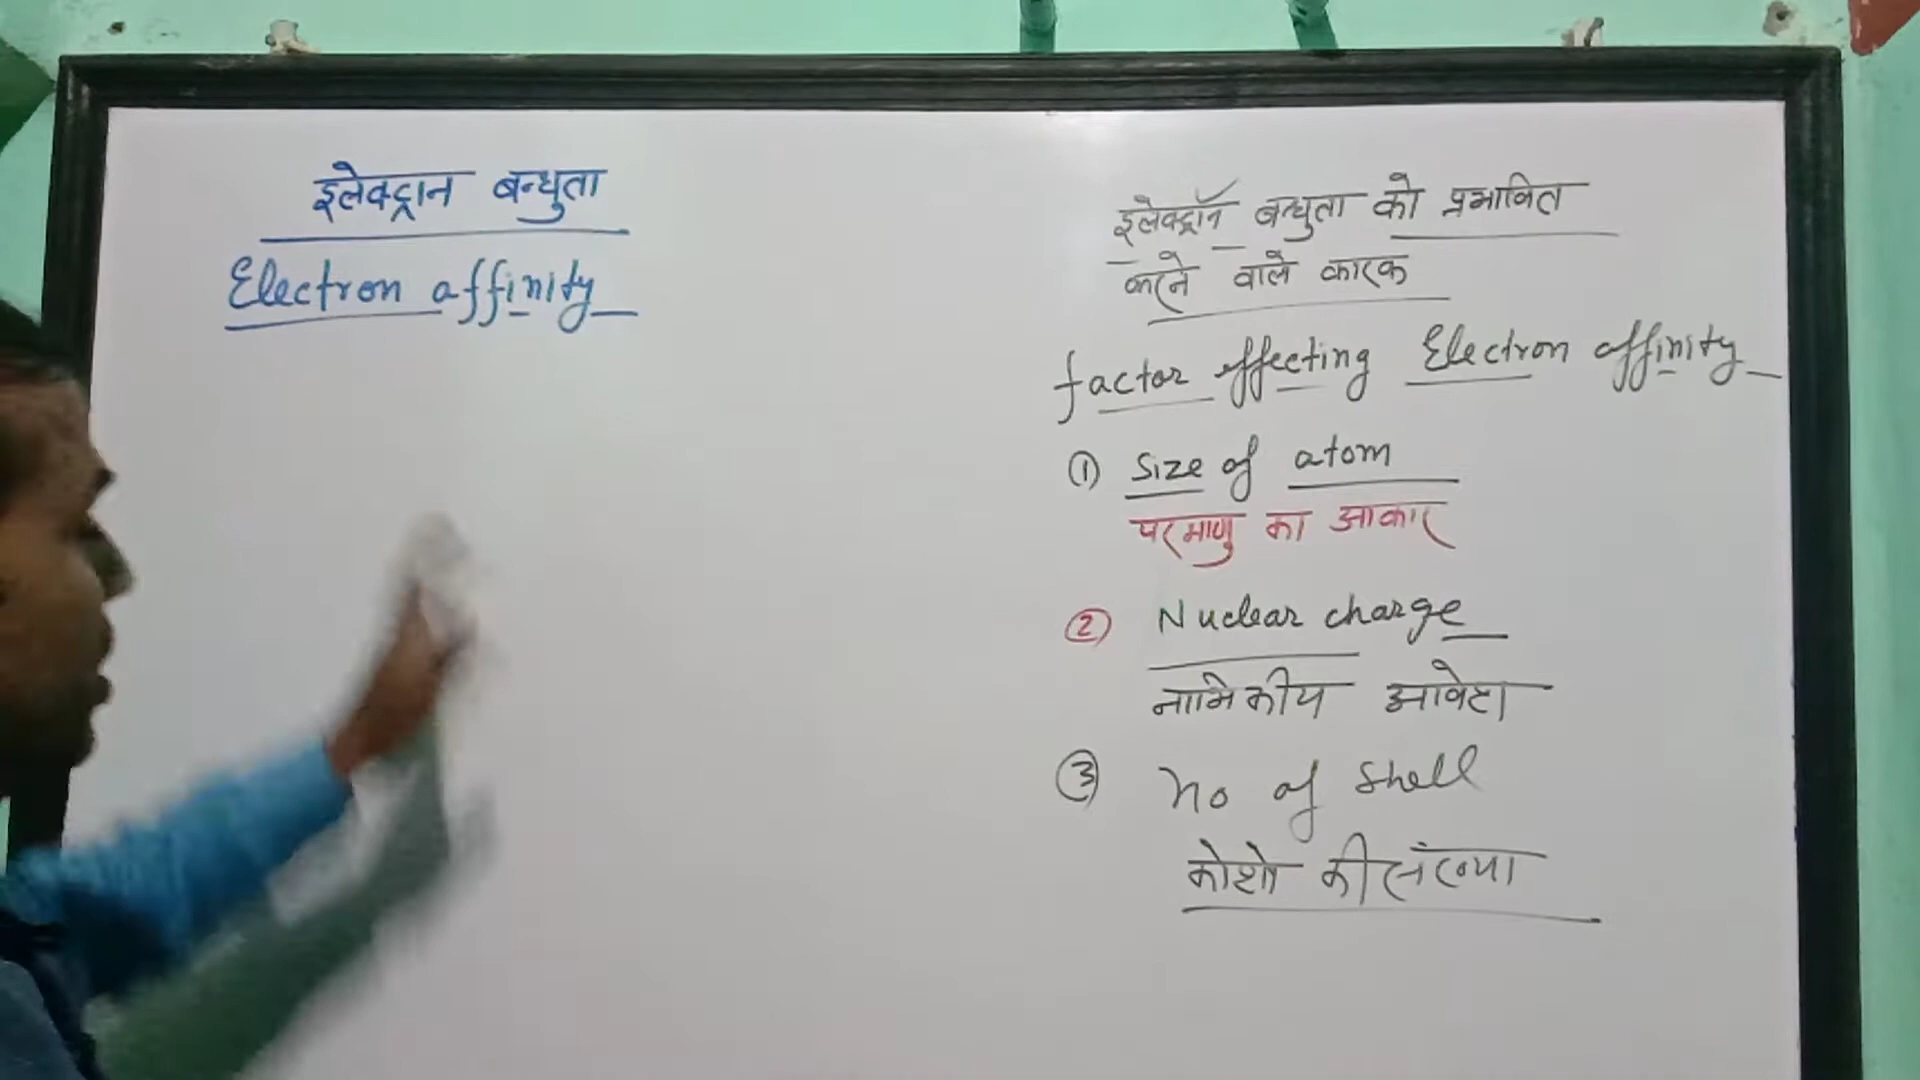 इलेक्ट्रान बन्धुता
Electron affinity
इलेक्ट्रॉन बन्धुता को प्रभावित
करने वाले कारक
factor effecting Electron affinity
① Size of atom
परमाणु का आकार
② Nuclear charge
नाभिकीय आवेश
③ No of Shell
कोशो की संख्या